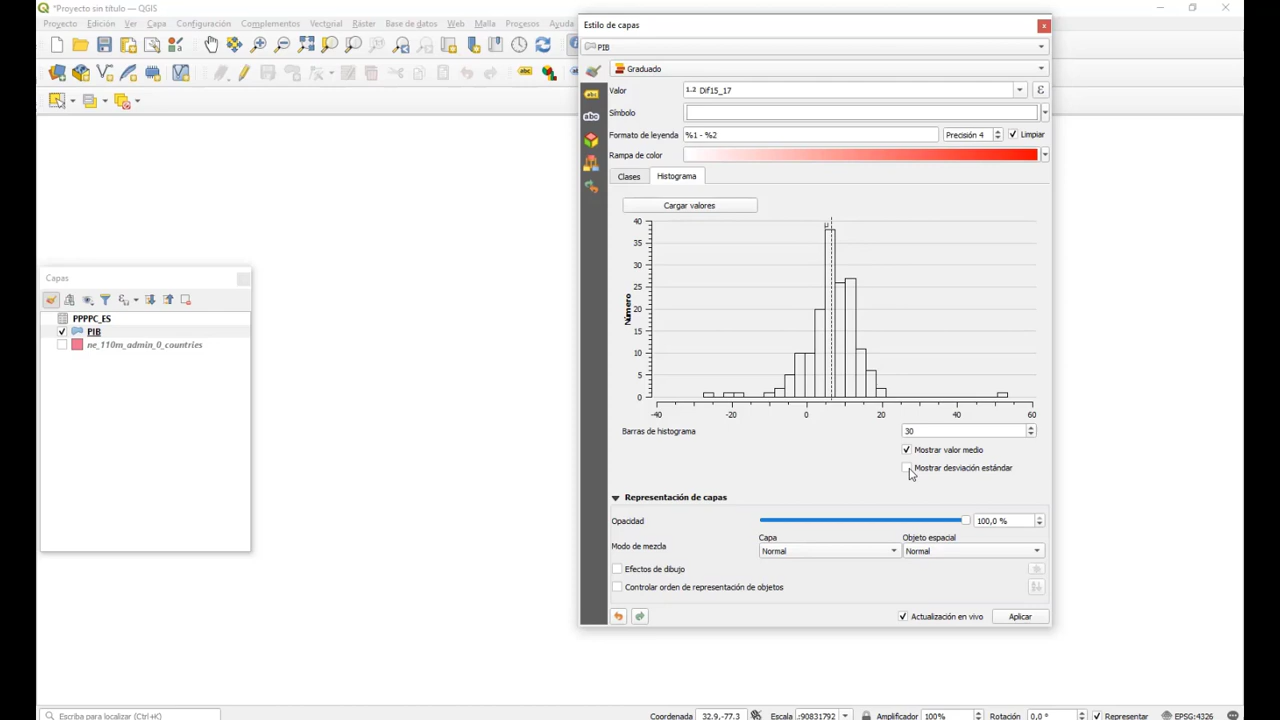 *Proyecto sin título — QGIS
Proyecto Edición Ver Capa Configuración Complementos Vectorial Ráster Base de datos Web Malla Procesos Ayuda
Estilo de capas
PIB
Graduado
Valor 1.2 Dif15_17
Símbolo
Formato de leyenda %1 - %2 Precisión 4 Limpiar
Rampa de color
Clases Histograma
Cargar valores
40
35
30
25
20
15
10
5
0
Número
µ
-40 -20 0 20 40 60
Barras de histograma 30
Mostrar valor medio
Mostrar desviación estándar
Representación de capas
Opacidad 100,0 %
Capa Objeto espacial
Modo de mezcla Normal Normal
Efectos de dibujo
Controlar orden de representación de objetos
Actualización en vivo Aplicar
Capas
PPPPC_ES
PIB
ne_110m_admin_0_countries
abc
abc
abc
Escriba para localizar (Ctrl+K) Coordenada 32.9,-77.3 Escala :90831792 Amplificador 100% Rotación 0,0 ° Representar EPSG:4326